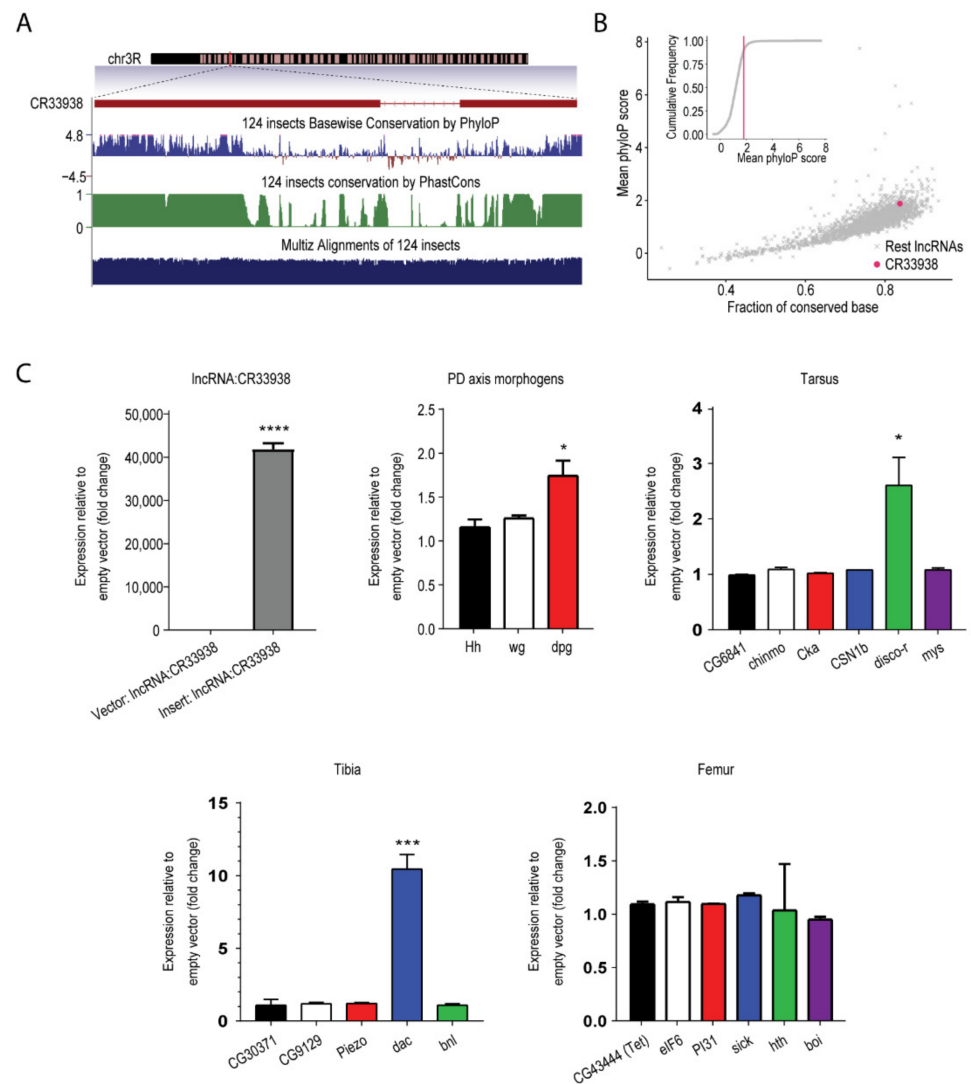 A
chr3R
CR33938
124 insects Basewise Conservation by PhyloP
4.8
−4.5
124 insects conservation by PhastCons
1
0
Multiz Alignments of 124 insects
B
Mean phyloP score
8
6
4
2
0
Cumulative Frequency
1.00
0.75
0.50
0.25
0.00
0 2 4 6 8
Mean phyloP score
× Rest lncRNAs
● CR33938
0.4 0.6 0.8
Fraction of conserved base
C
lncRNA:CR33938
Expression relative to
empty vector (fold change)
50,000
40,000
30,000
20,000
10,000
0
****
Vector: lncRNA:CR33938
Insert: lncRNA:CR33938
PD axis morphogens
Expression relative to
empty vector (fold change)
2.5
2.0
1.5
1.0
0.5
0.0
*
Hh wg dpg
Tarsus
Expression relative to
empty vector (fold change)
4
3
2
1
0
*
CG6841 chinmo Cka CSN1b disco-r mys
Tibia
Expression relative to
empty vector (fold change)
15
10
5
0
***
CG30371 CG9129 Piezo dac bnl
Femur
Expression relative to
empty vector (fold change)
2.0
1.5
1.0
0.5
0.0
CG43444 (Tet) eIF6 PI31 sick hth boi